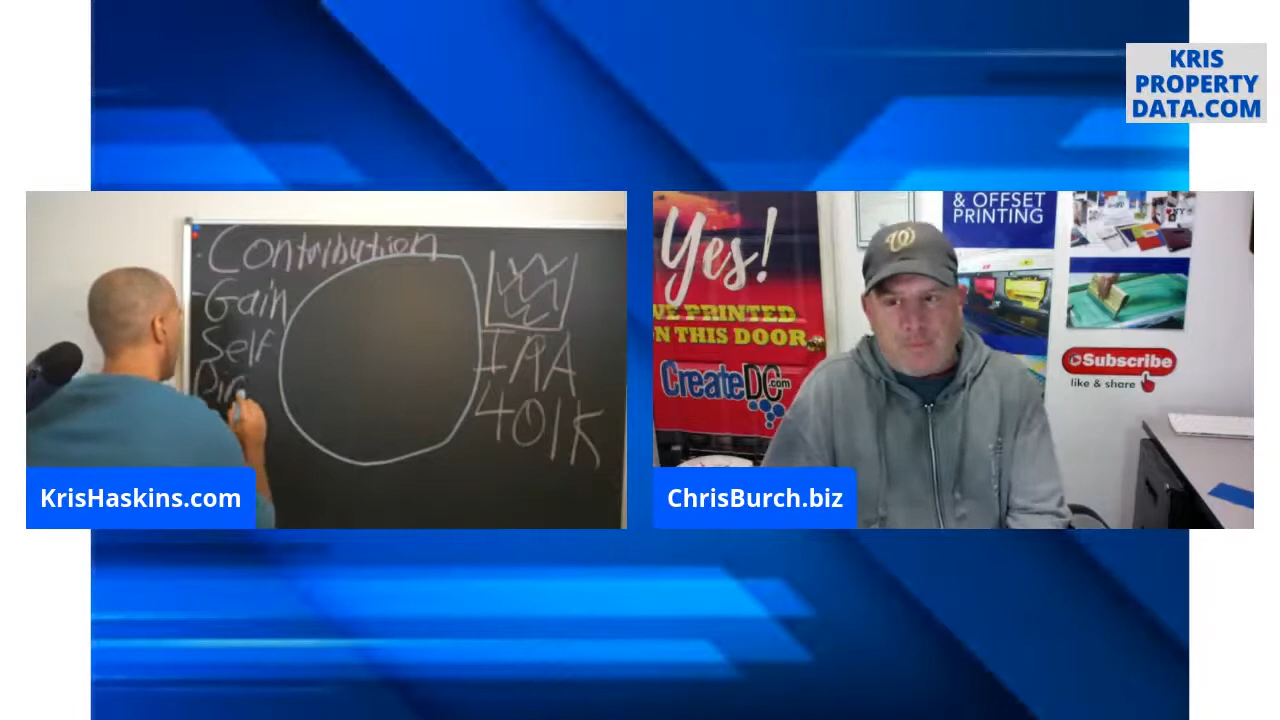 KRIS
PROPERTY
DATA.COM
Contribution
Gain
Self
IRA
401K
KrisHaskins.com
Yes!
WE PRINTED
ON THIS DOOR
CreateDC.com
W
& OFFSET
PRINTING
Subscribe
like & share
ChrisBurch.biz